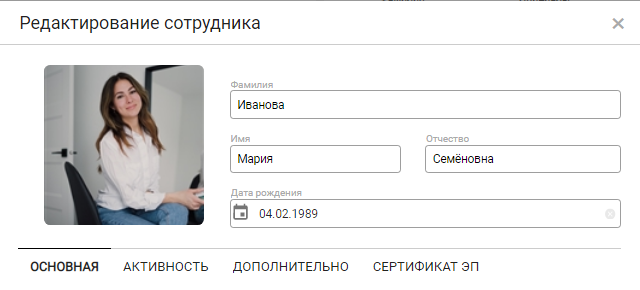 Редактирование сотрудника
Фамилия
Иванова
Имя
Отчество
Мария
Семёновна
Дата рождения
04.02.1989
ОСНОВНАЯ АКТИВНОСТЬ ДОПОЛНИТЕЛЬНО СЕРТИФИКАТ ЭП